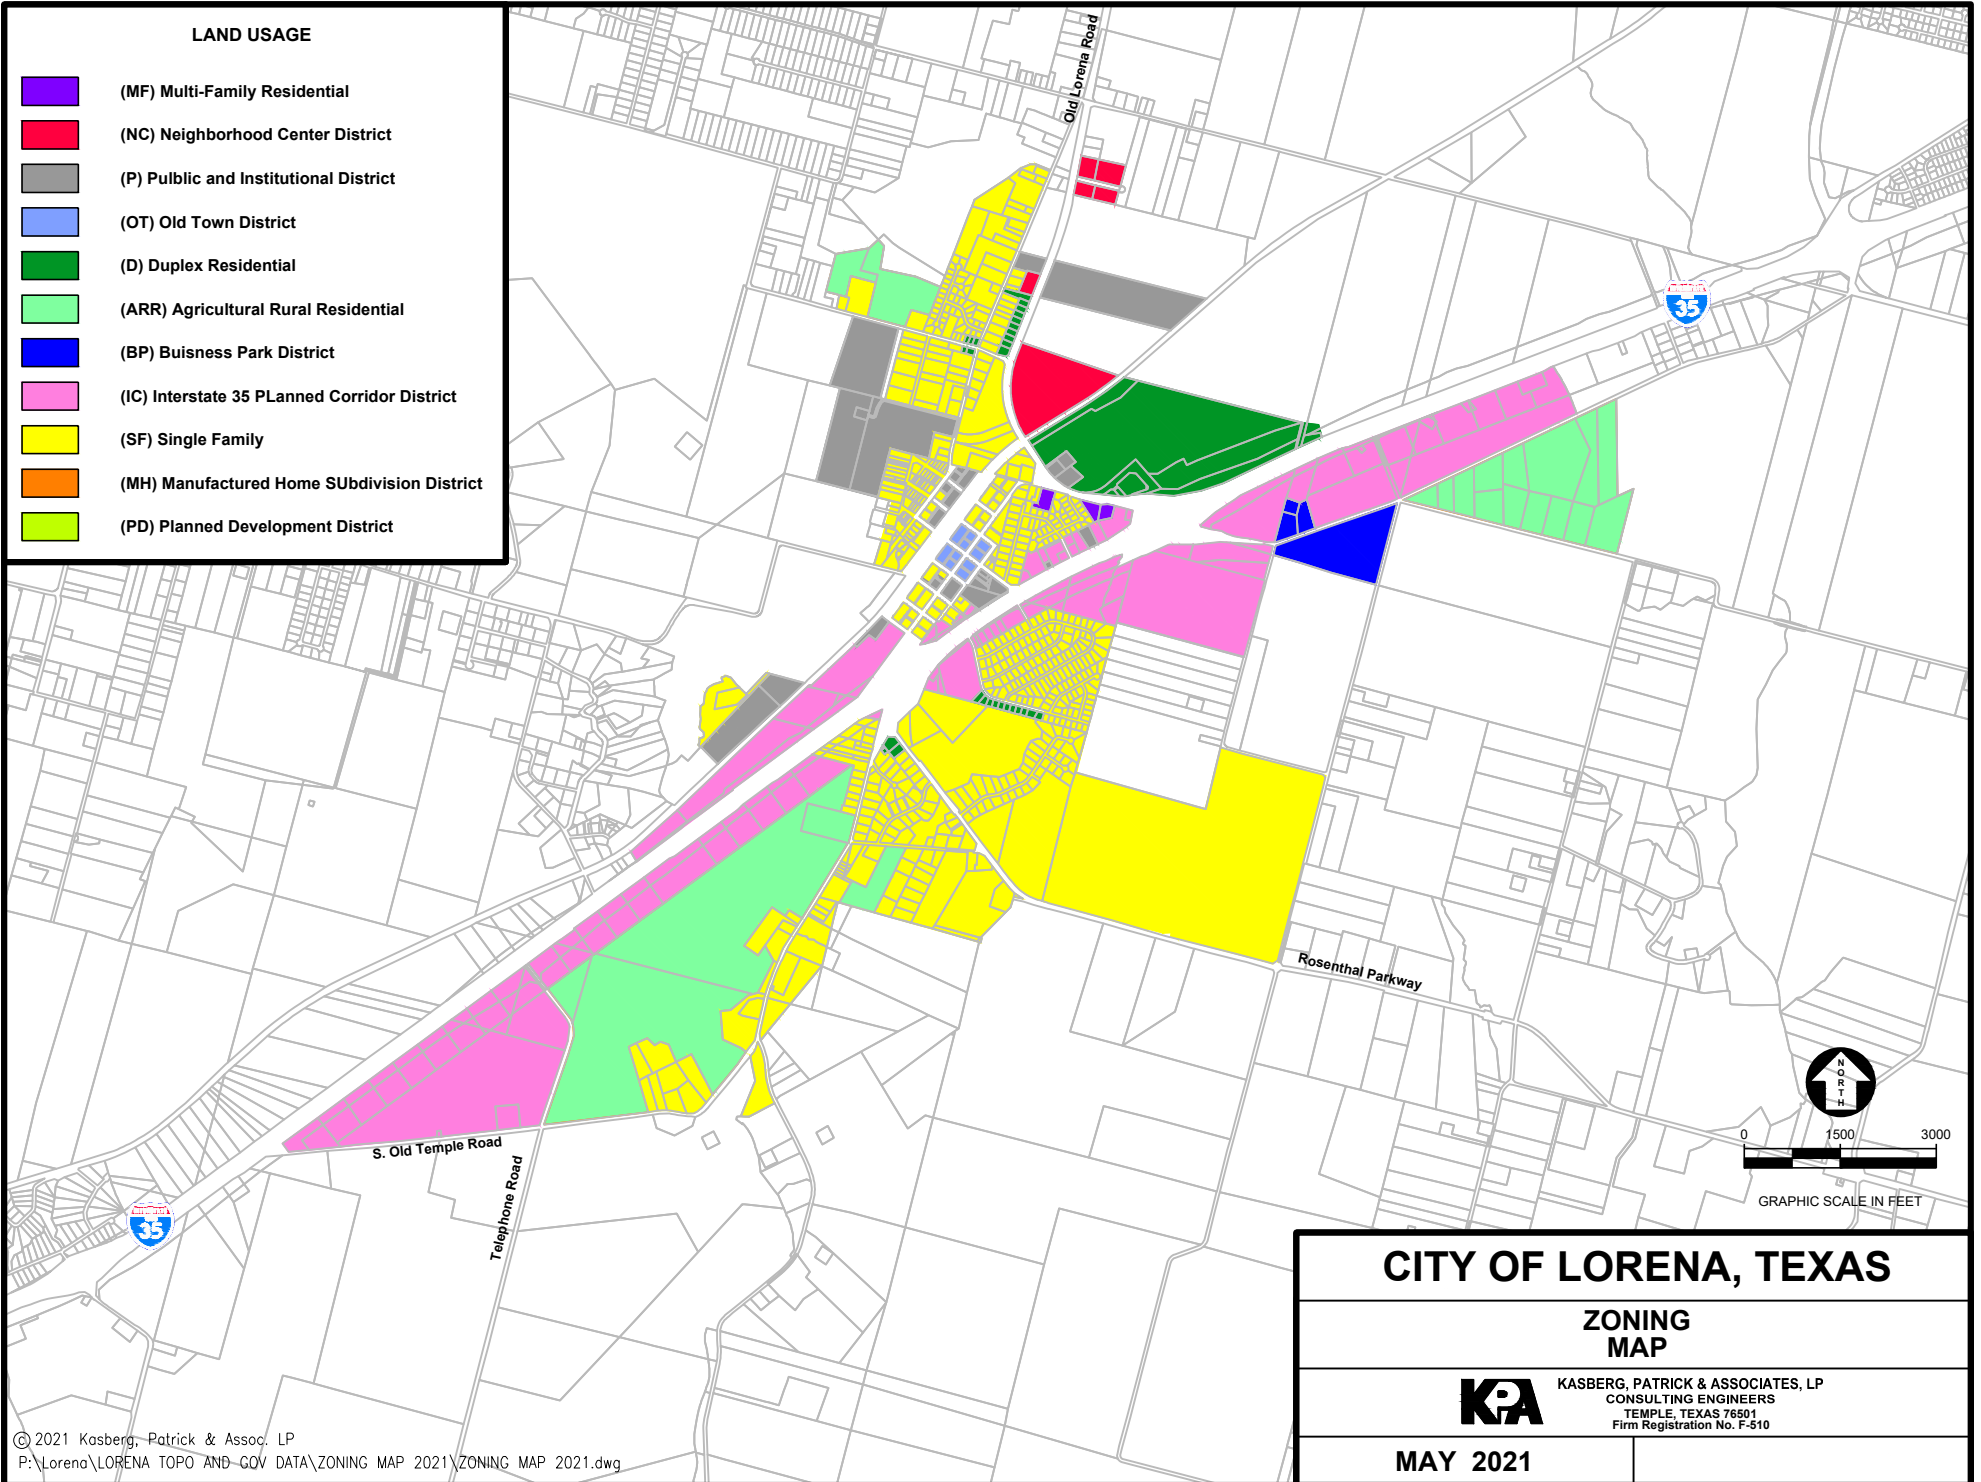 LAND USAGE
(MF) Multi-Family Residential
(NC) Neighborhood Center District
(P) Pulblic and Institutional District
(OT) Old Town District
(D) Duplex Residential
(ARR) Agricultural Rural Residential
(BP) Buisness Park District
(IC) Interstate 35 PLanned Corridor District
(SF) Single Family
(MH) Manufactured Home SUbdivision District
(PD) Planned Development District
Old Lorena Road
35
Rosenthal Parkway
S. Old Temple Road
Telephone Road
35
NORTH
0 1500 3000
GRAPHIC SCALE IN FEET
CITY OF LORENA, TEXAS
ZONING
MAP
KPA
KASBERG, PATRICK & ASSOCIATES, LP
CONSULTING ENGINEERS
TEMPLE, TEXAS 76501
Firm Registration No. F-510
MAY 2021
© 2021 Kasberg, Patrick & Assoc. LP
P:\Lorena\LORENA TOPO AND GOV DATA\ZONING MAP 2021\ZONING MAP 2021.dwg